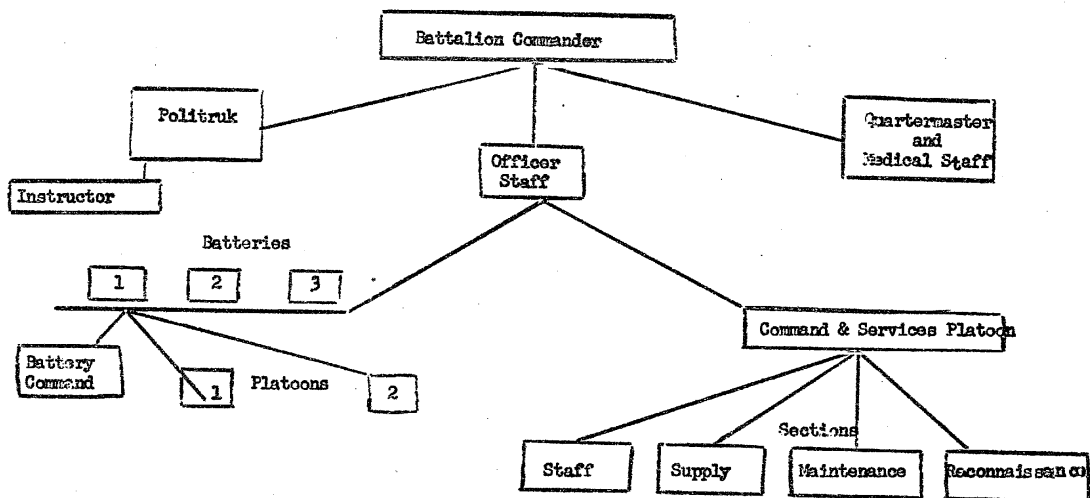 Battalion Commander
Politruk
Quartermaster
and
Medical Staff
Officer
Staff
Instructor
Batteries
1
2
3
Command & Services Platoon
Battery
Command
1
Platoons
2
Sections
Staff
Supply
Maintenance
Reconnaissance